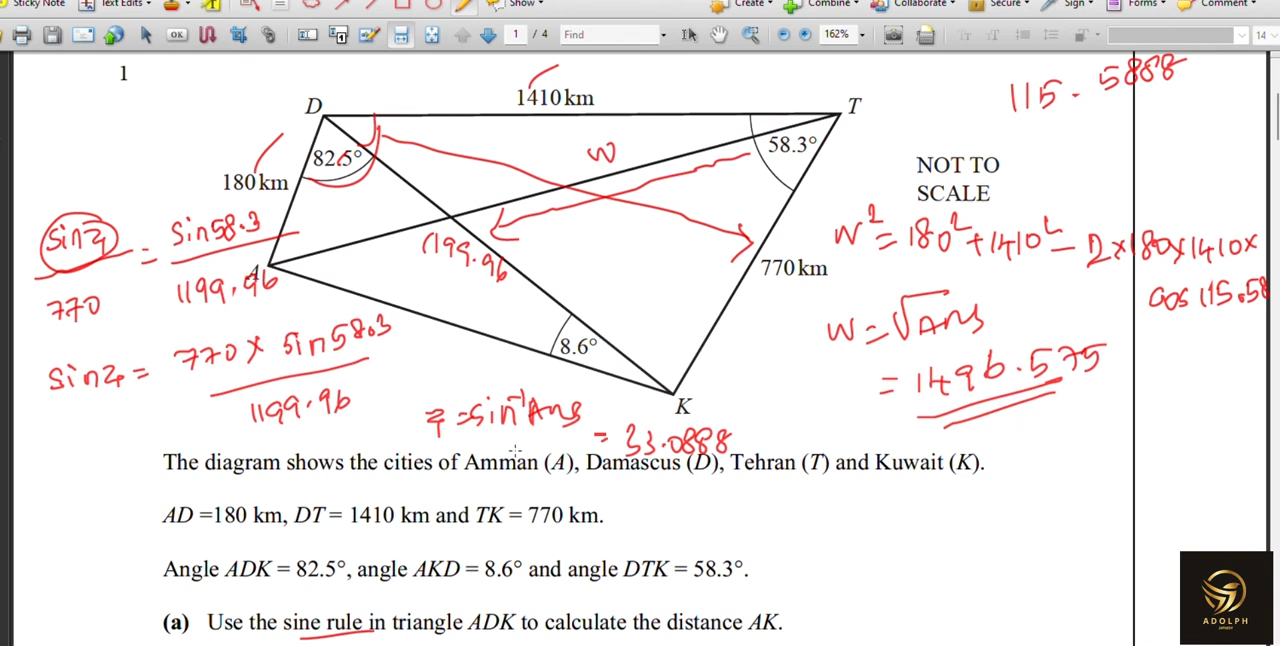 Sticky Note Text Edits Show Create Combine Collaborate Secure Sign Forms Comment
OK 1 / 4 Find 162% 14
1
115.5888
D 1410 km T
82.5° W 58.3°
180 km
NOT TO
SCALE
sin z / 770 = sin 58.3 / 1199.96
A 1199.96
770 km
W² = 180² + 1410² - 2×180×1410×
cos 115.58
W = √Ans
= 1496.575
sin z = 770 × sin 58.3 / 1199.96
8.6°
K
z = sin⁻¹ Ans = 33.0888
The diagram shows the cities of Amman (A), Damascus (D), Tehran (T) and Kuwait (K).
AD =180 km, DT = 1410 km and TK = 770 km.
Angle ADK = 82.5°, angle AKD = 8.6° and angle DTK = 58.3°.
(a) Use the sine rule in triangle ADK to calculate the distance AK.
ADOLPH